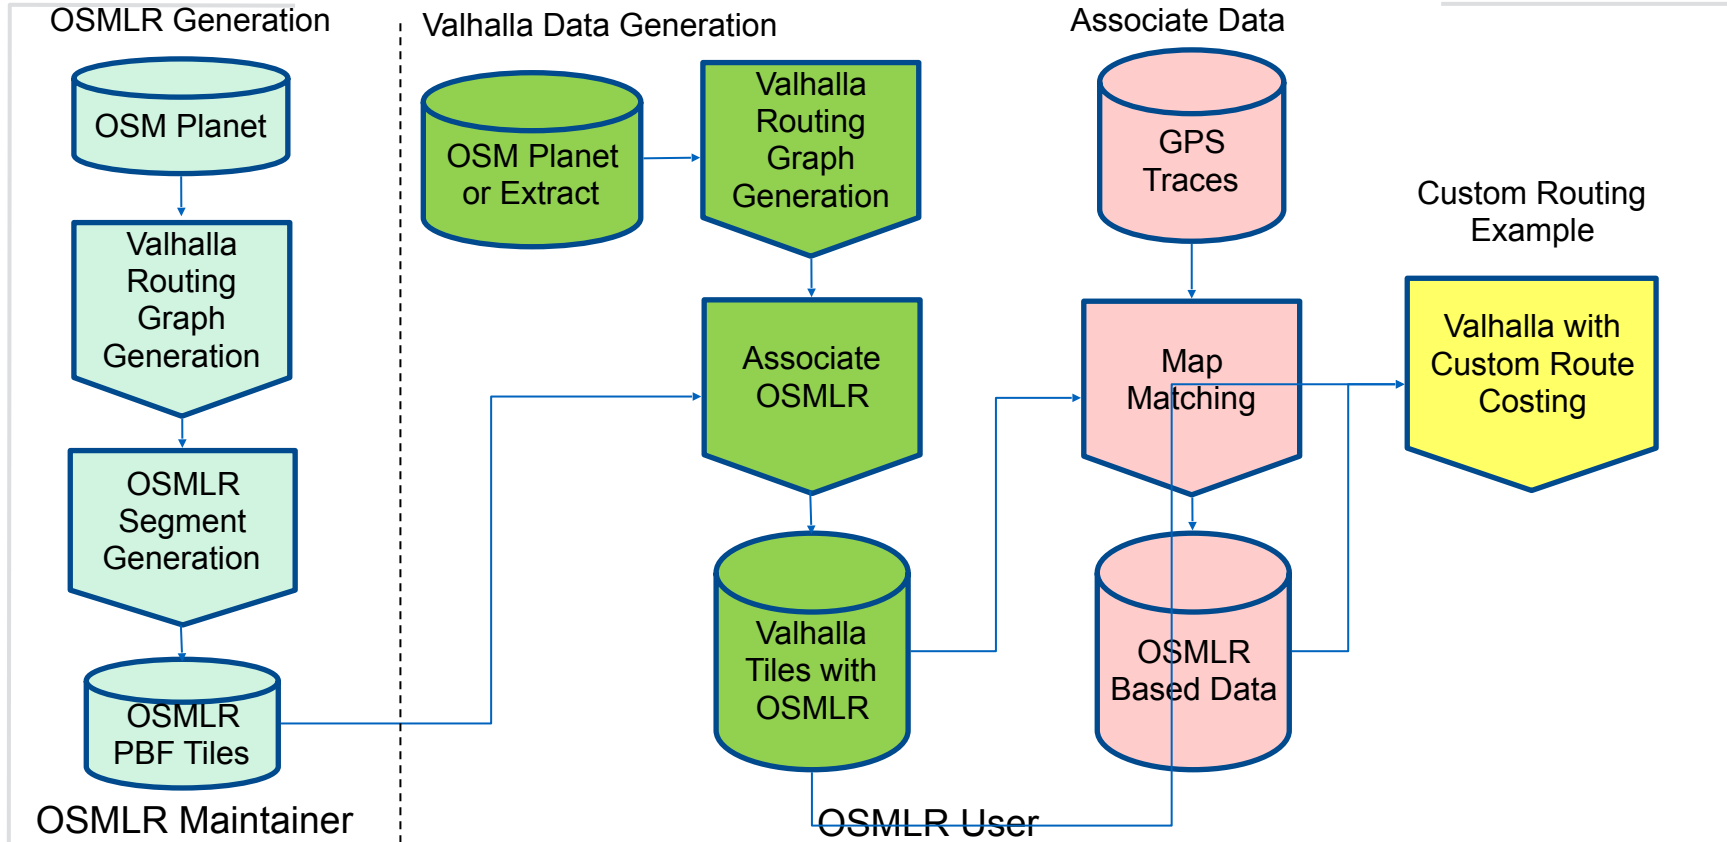 OSMLR Generation
OSM Planet
Valhalla
Routing
Graph
Generation
OSMLR
Segment
Generation
OSMLR
PBF Tiles
OSMLR Maintainer
Valhalla Data Generation
OSM Planet
or Extract
Valhalla
Routing
Graph
Generation
Associate
OSMLR
Valhalla
Tiles with
OSMLR
OSMLR User
Associate Data
GPS
Traces
Map
Matching
OSMLR
Based Data
Custom Routing
Example
Valhalla with
Custom Route
Costing